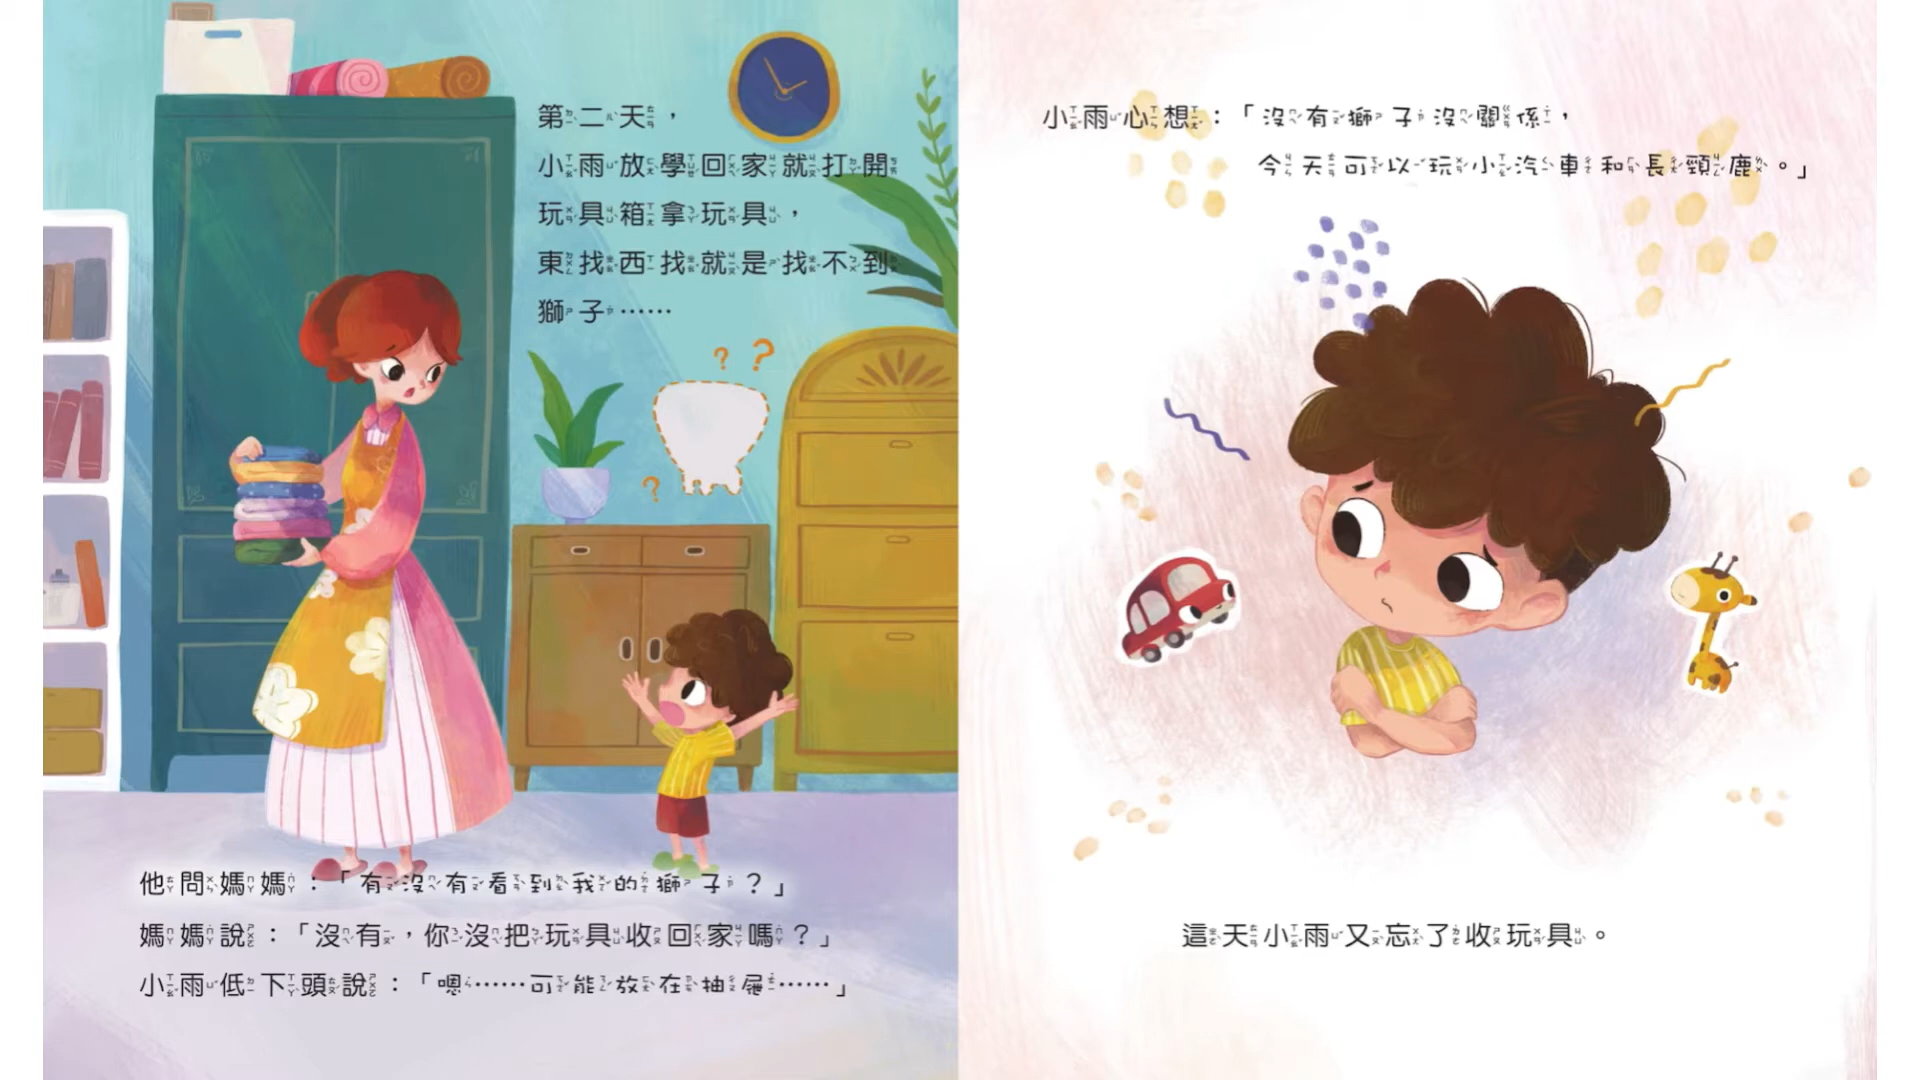 第二天，
小雨放學回家就打開
玩具箱拿玩具，
東找西找就是找不到
獅子……
? ?
?
他問媽媽：「有沒有看到我的獅子？」
媽媽說：「沒有，你沒把玩具收回家嗎？」
小雨低下頭說：「嗯……可能放在抽屜……」
小雨心想：「沒有獅子沒關係，
今天可以玩小汽車和長頸鹿。」
這天小雨又忘了收玩具。